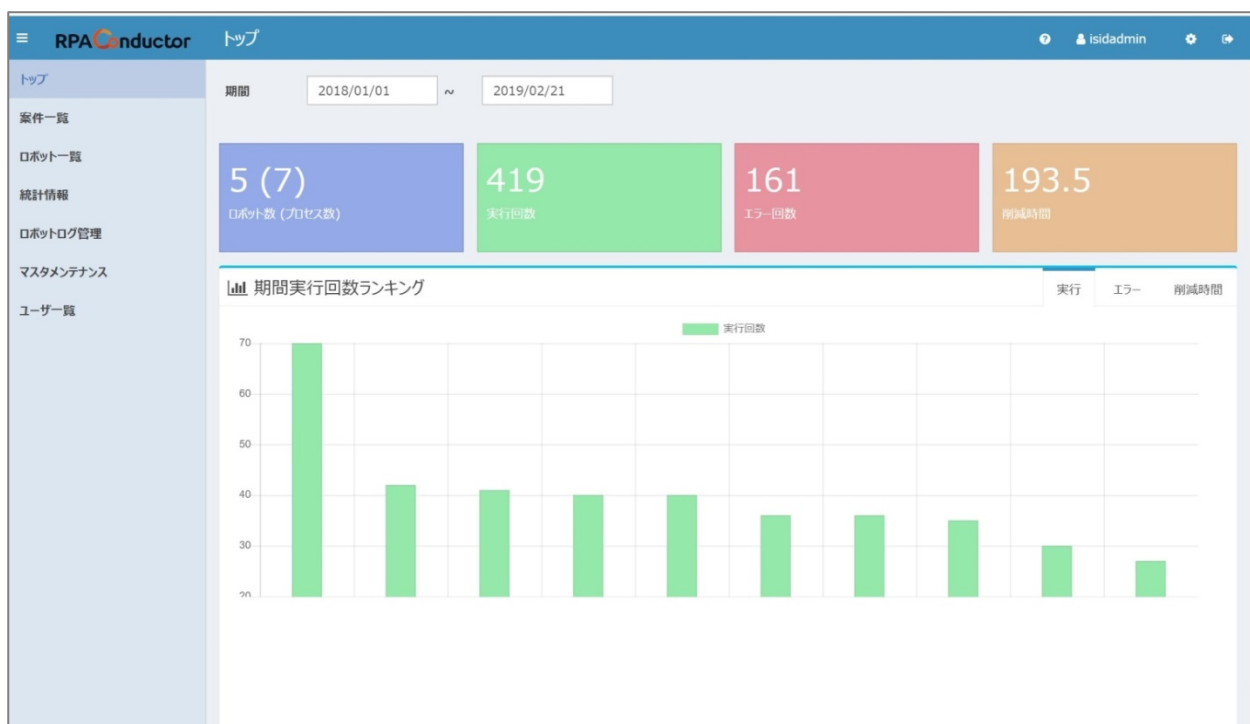 RPAConductor
トップ
isidadmin
トップ
案件一覧
ロボット一覧
統計情報
ロボットログ管理
マスタメンテナンス
ユーザー覧
期間 2018/01/01 ~ 2019/02/21
5 (7)
ロボット数 (プロセス数)
419
実行回数
161
エラー回数
193.5
削減時間
期間実行回数ランキング
実行 エラー 削減時間
実行回数
70
60
50
40
30
20